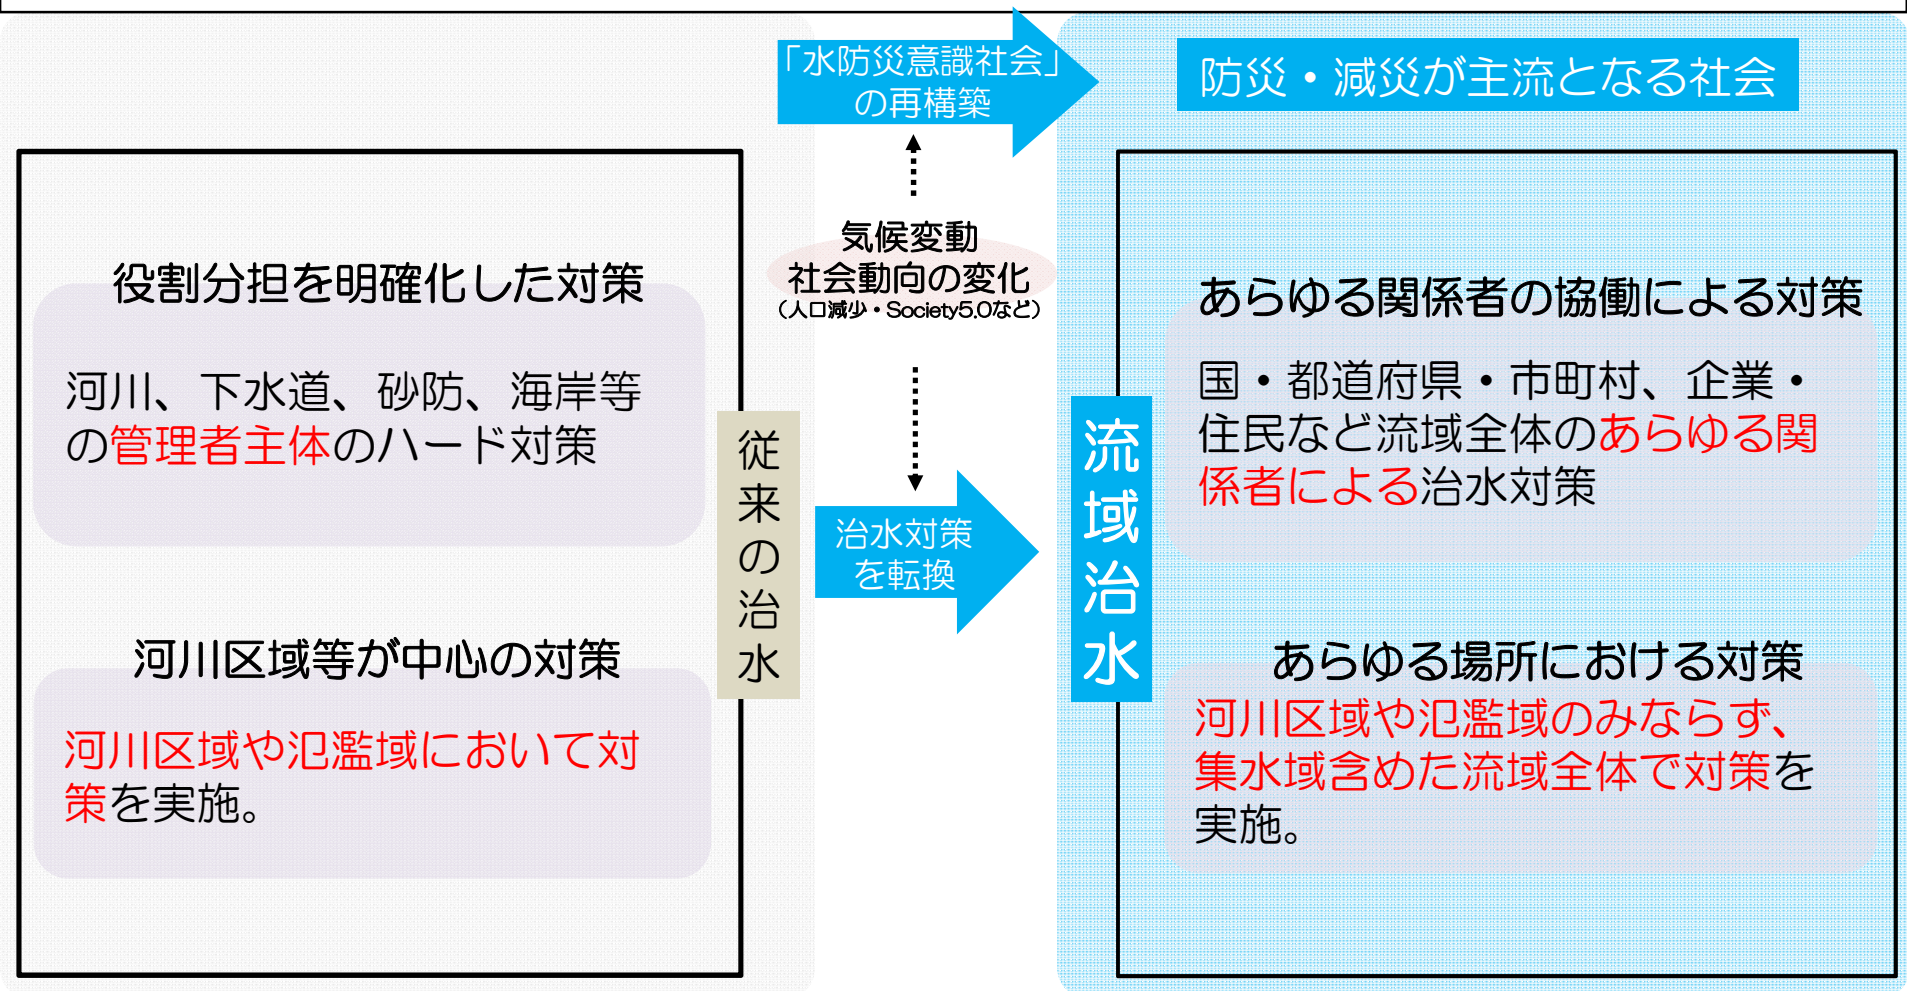 「水防災意識社会」
の再構築
防災・減災が主流となる社会
気候変動
社会動向の変化
（人口減少・Society5.0など）
役割分担を明確化した対策
河川、下水道、砂防、海岸等
の管理者主体のハード対策
河川区域等が中心の対策
河川区域や氾濫域において対
策を実施。
従来の治水
治水対策
を転換
流域治水
あらゆる関係者の協働による対策
国・都道府県・市町村、企業・
住民など流域全体のあらゆる関
係者による治水対策
あらゆる場所における対策
河川区域や氾濫域のみならず、
集水域含めた流域全体で対策を
実施。